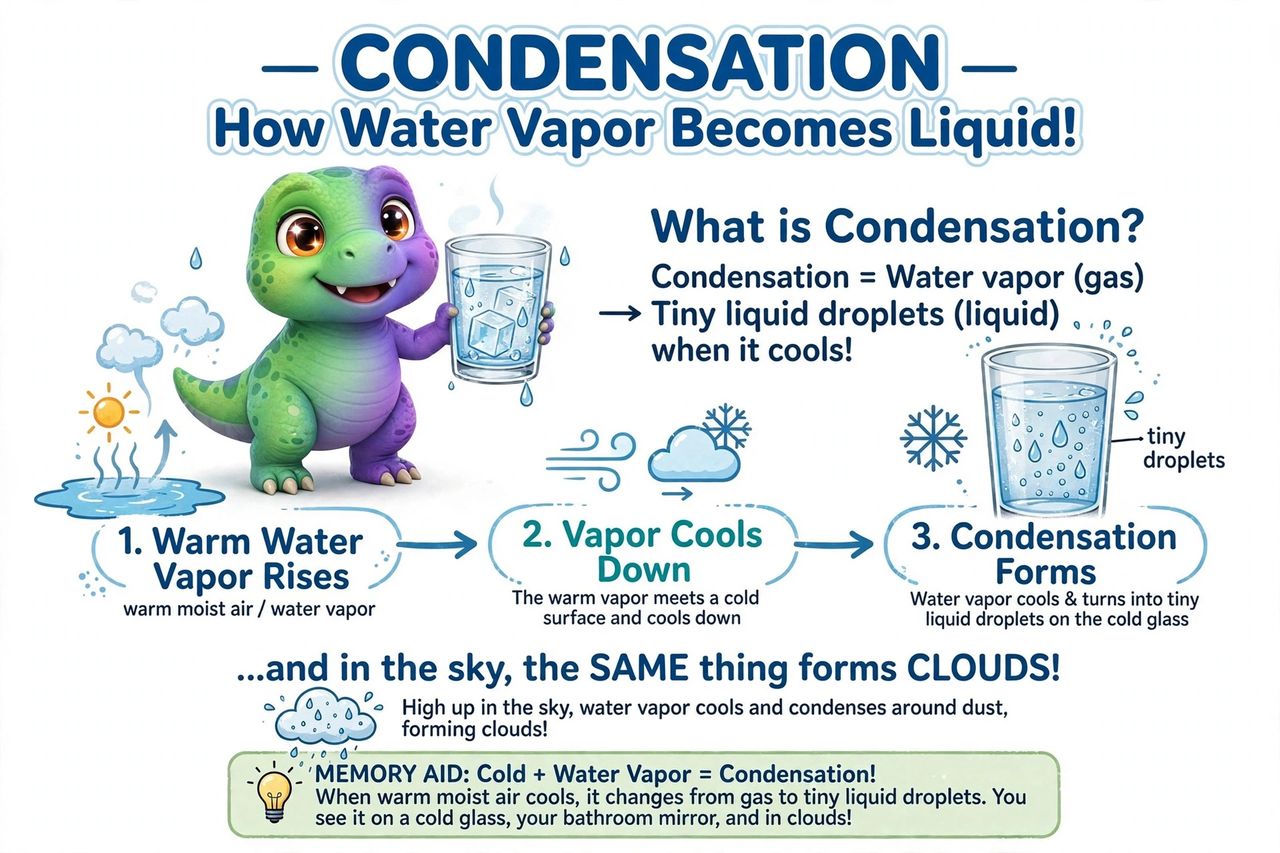 — CONDENSATION —
How Water Vapor Becomes Liquid!
What is Condensation?
Condensation = Water vapor (gas)
→ Tiny liquid droplets (liquid)
when it cools!
tiny
droplets
1. Warm Water
Vapor Rises
warm moist air / water vapor
2. Vapor Cools
Down
The warm vapor meets a cold
surface and cools down
3. Condensation
Forms
Water vapor cools & turns into tiny
liquid droplets on the cold glass
...and in the sky, the SAME thing forms CLOUDS!
High up in the sky, water vapor cools and condenses around dust,
forming clouds!
MEMORY AID: Cold + Water Vapor = Condensation!
When warm moist air cools, it changes from gas to tiny liquid droplets. You
see it on a cold glass, your bathroom mirror, and in clouds!